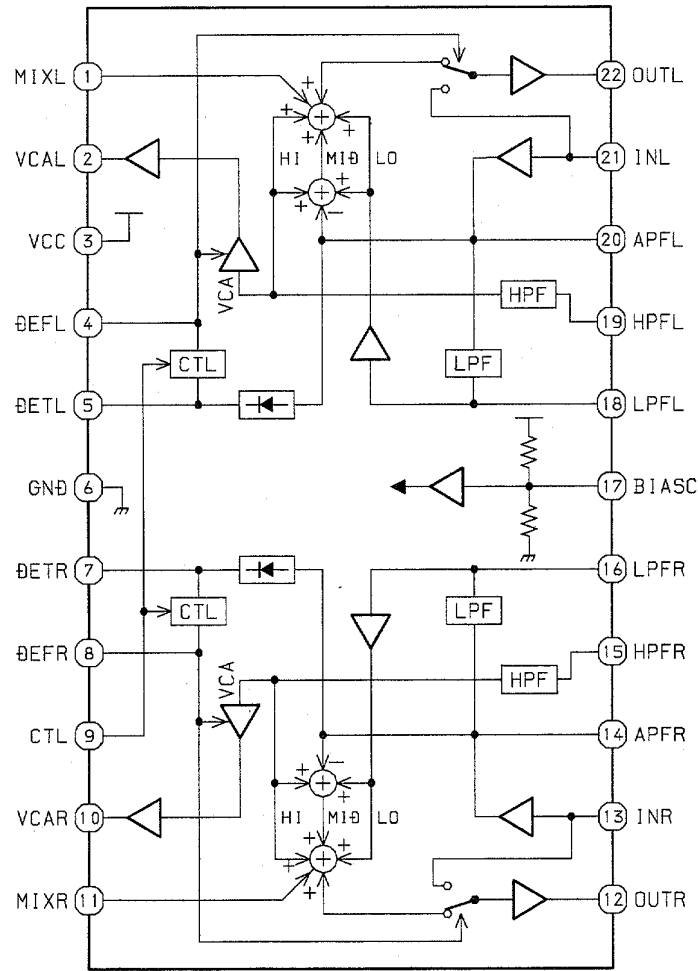 MIXL 1
22 OUTL
+
+
+
+
+
VCAL 2
HI MID LO
21 INL
+
+
-
VCC 3
20 APFL
VCA
HPF
DEFL 4
19 HPFL
CTL
LPF
DETL 5
18 LPFL
GND 6
17 BIASC
DETR 7
16 LPFR
CTL
LPF
DEFR 8
15 HPFR
VCA
HPF
CTL 9
14 APFR
-
+
+
VCAR 10
HI MID LO
13 INR
+
+
+
+
+
MIXR 11
12 OUTR